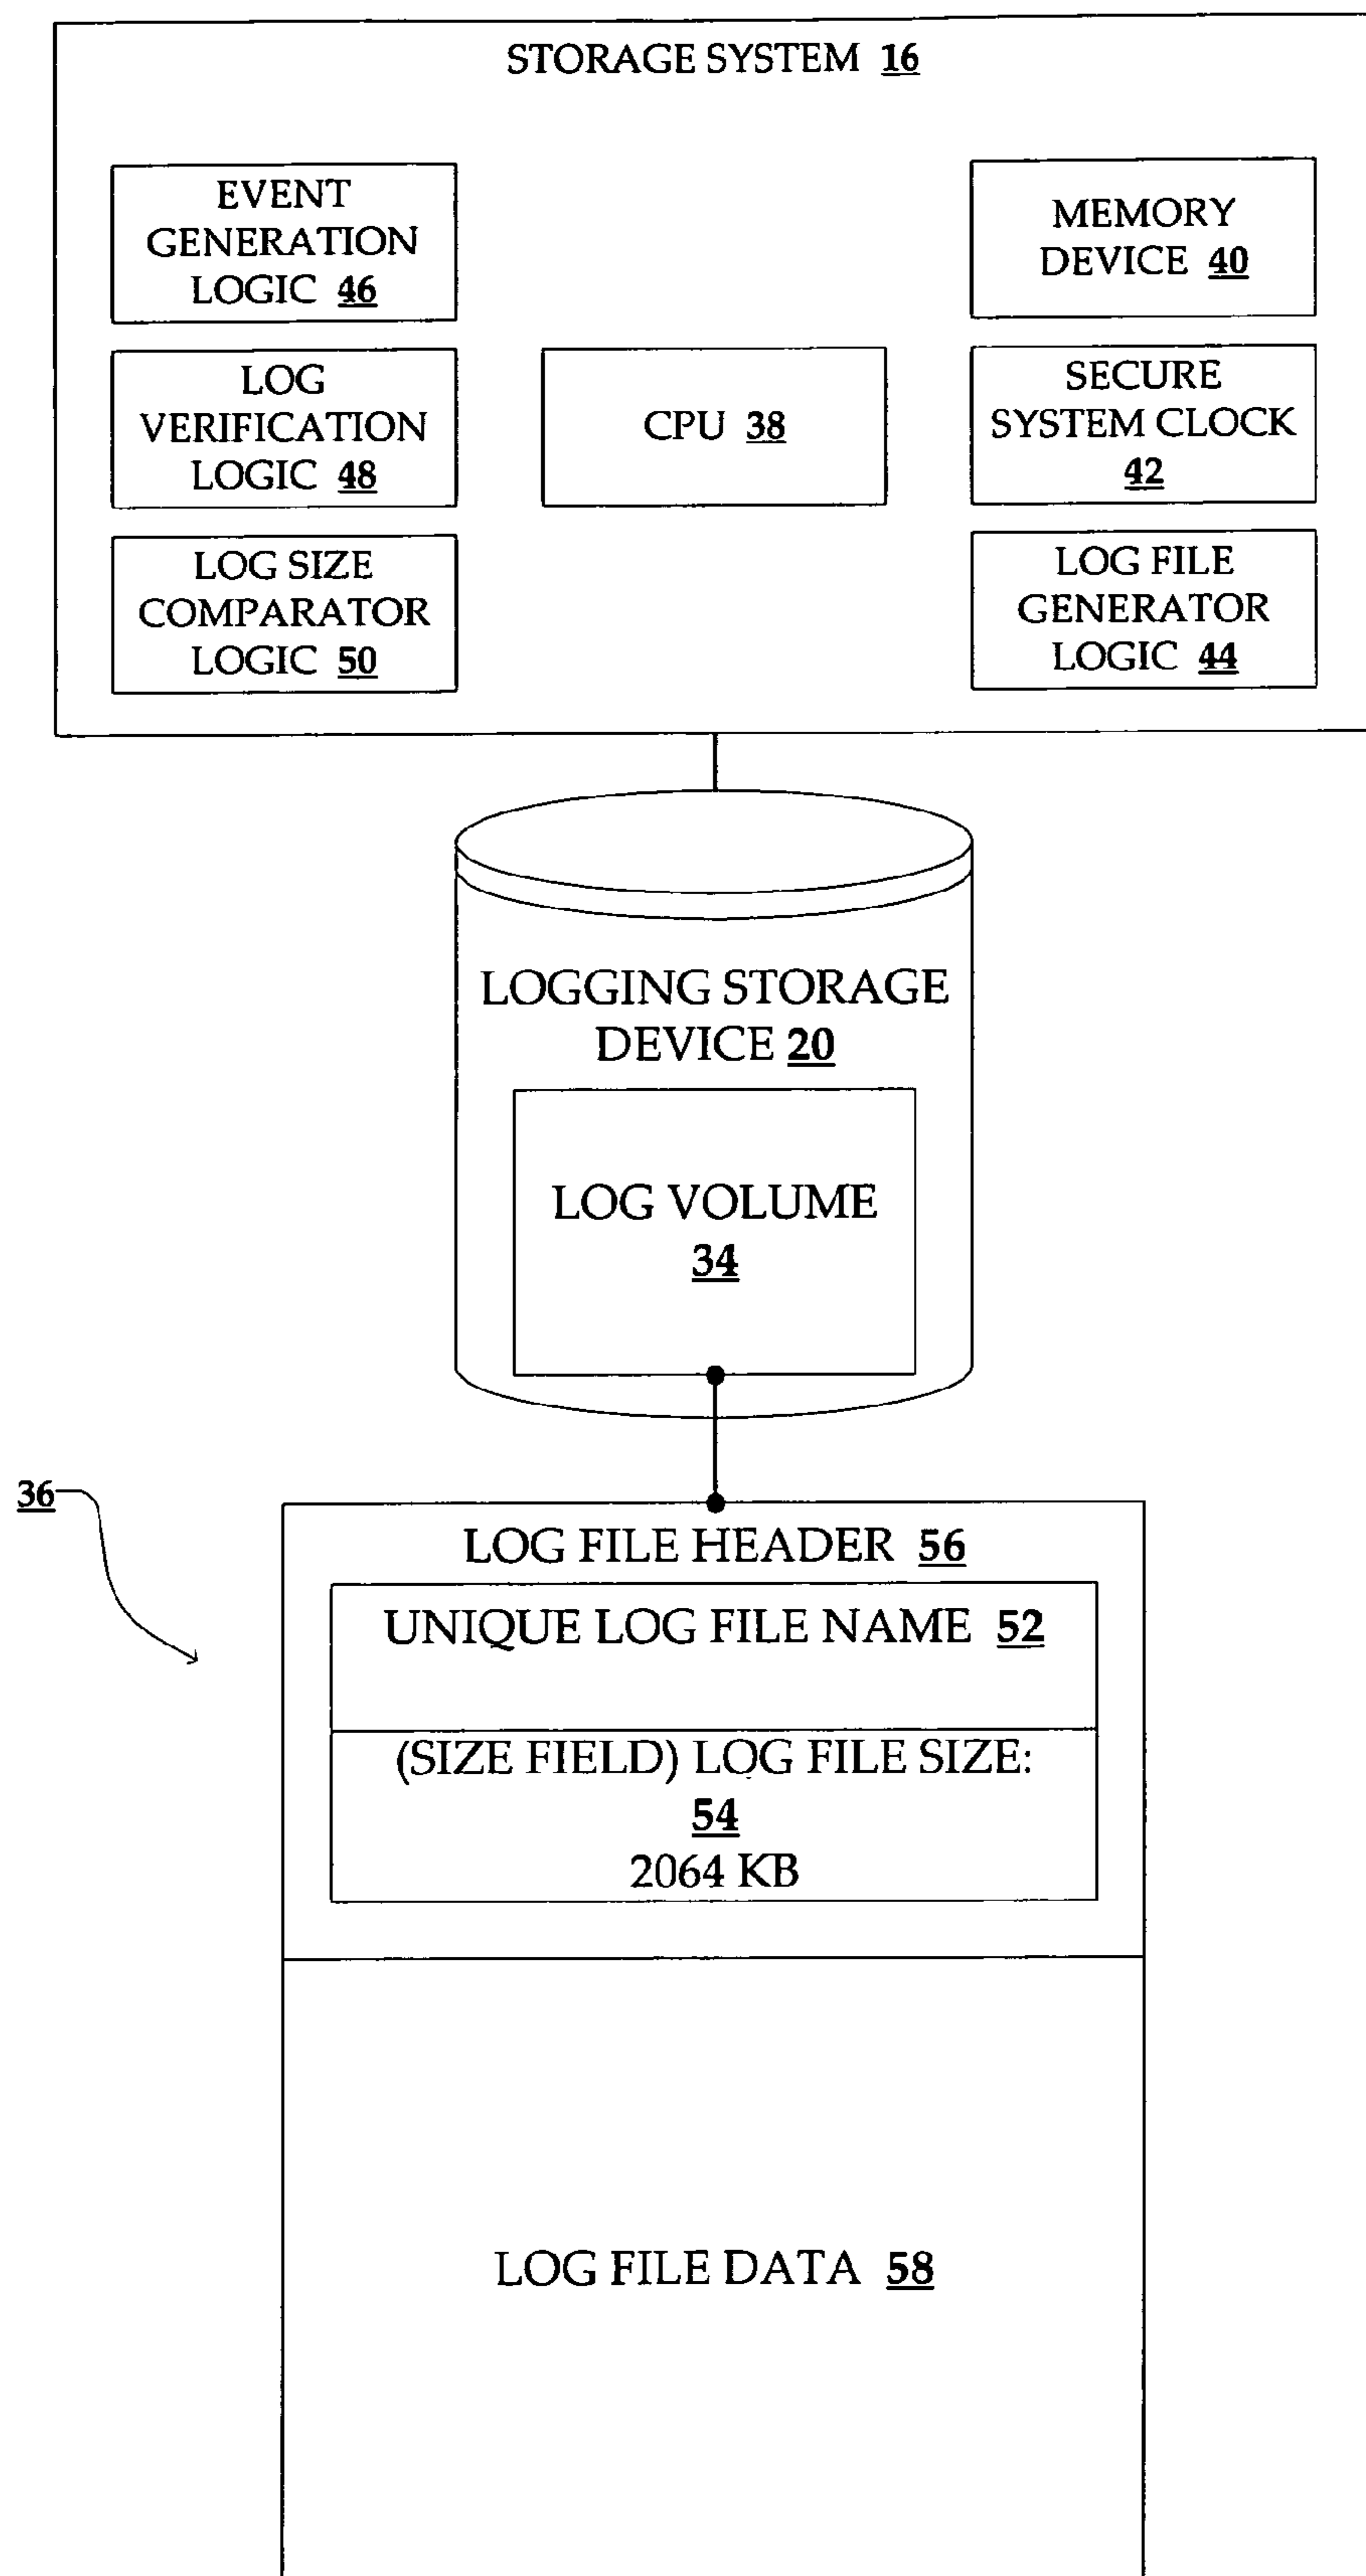 STORAGE SYSTEM 16
EVENT
GENERATION
LOGIC 46
LOG
VERIFICATION
LOGIC 48
LOG SIZE
COMPARATOR
LOGIC 50
CPU 38
MEMORY
DEVICE 40
SECURE
SYSTEM CLOCK
42
LOG FILE
GENERATOR
LOGIC 44
LOGGING STORAGE
DEVICE 20
LOG VOLUME
34
36
LOG FILE HEADER 56
UNIQUE LOG FILE NAME 52
(SIZE FIELD) LOG FILE SIZE:
54
2064 KB
LOG FILE DATA 58